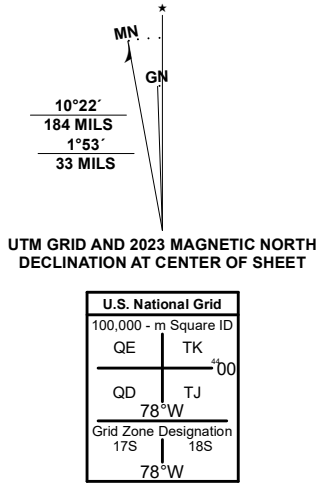 ★
MN
GN
10°22´
184 MILS
1°53´
33 MILS
UTM GRID AND 2023 MAGNETIC NORTH
DECLINATION AT CENTER OF SHEET
U.S. National Grid
100,000 - m Square ID
QE TK
⁴⁴00
QD TJ
78°W
Grid Zone Designation
17S 18S
78°W